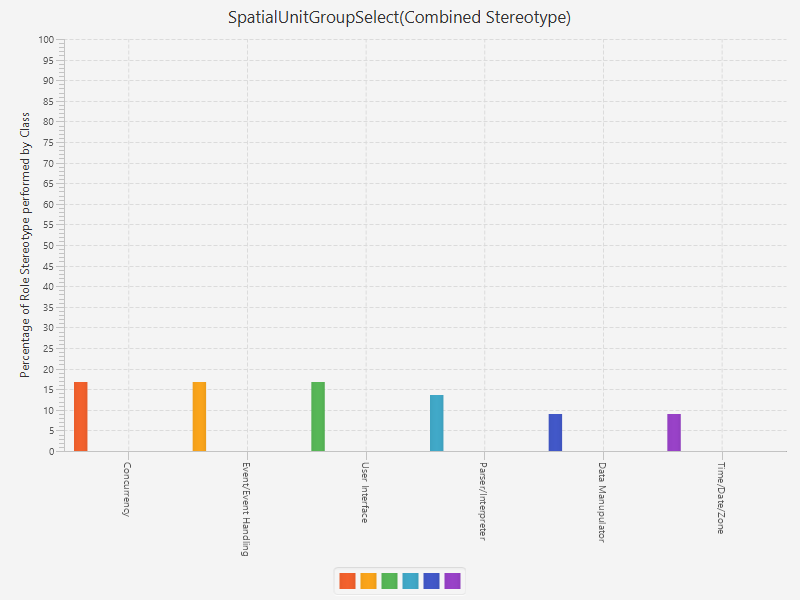 SpatialUnitGroupSelect(Combined Stereotype)
Percentage of Role Stereotype performed by Class
100
95
90
85
80
75
70
65
60
55
50
45
40
35
30
25
20
15
10
5
0
Concurrency
Event/Event Handling
User Interface
Parser/Interpreter
Data Manupulator
Time/Date/Zone